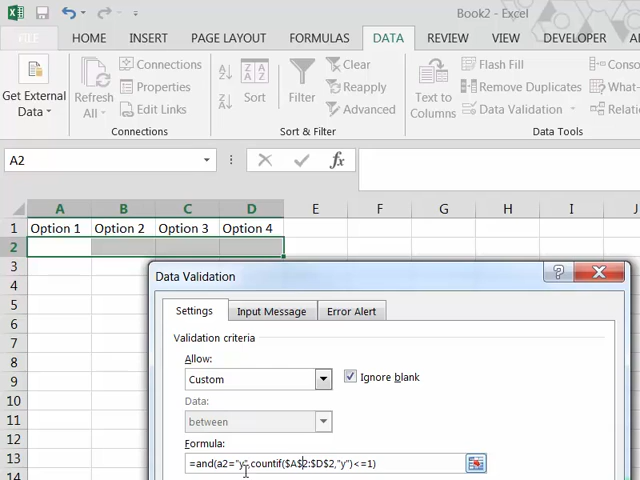 Book2 - Excel
FILE HOME INSERT PAGE LAYOUT FORMULAS DATA REVIEW VIEW DEVELOPER
Get External Data
Refresh All
Connections
Properties
Edit Links
Connections
Sort
Filter
Clear
Reapply
Advanced
Sort & Filter
Text to Columns
Flash Fill
Remove Duplicates
Data Validation
Conso
What-
Relatio
Data Tools
A2 fx
A B C D E F G H I J
1 Option 1 Option 2 Option 3 Option 4
2
3
4
5
6
7
8
9
10
11
12
13
14
Data Validation ?
Settings Input Message Error Alert
Validation criteria
Allow:
Custom Ignore blank
Data:
between
Formula:
=and(a2="y",countif($A$2:$D$2,"y")<=1)